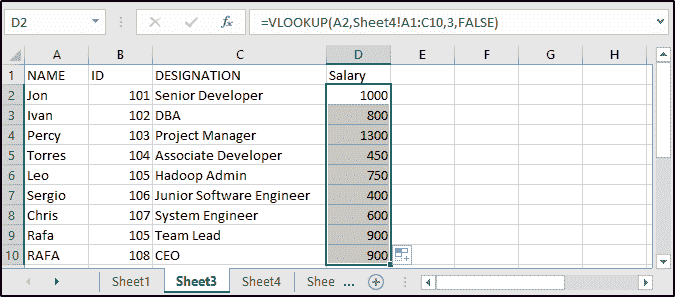 D2 =VLOOKUP(A2,Sheet4!A1:C10,3,FALSE)
A B C D E F G H
1 NAME ID DESIGNATION Salary
2 Jon 101 Senior Developer 1000
3 Ivan 102 DBA 800
4 Percy 103 Project Manager 1300
5 Torres 104 Associate Developer 450
6 Leo 105 Hadoop Admin 750
7 Sergio 106 Junior Software Engineer 400
8 Chris 107 System Engineer 600
9 Rafa 105 Team Lead 900
10 RAFA 108 CEO 900
Sheet1 Sheet3 Sheet4 Shee ...